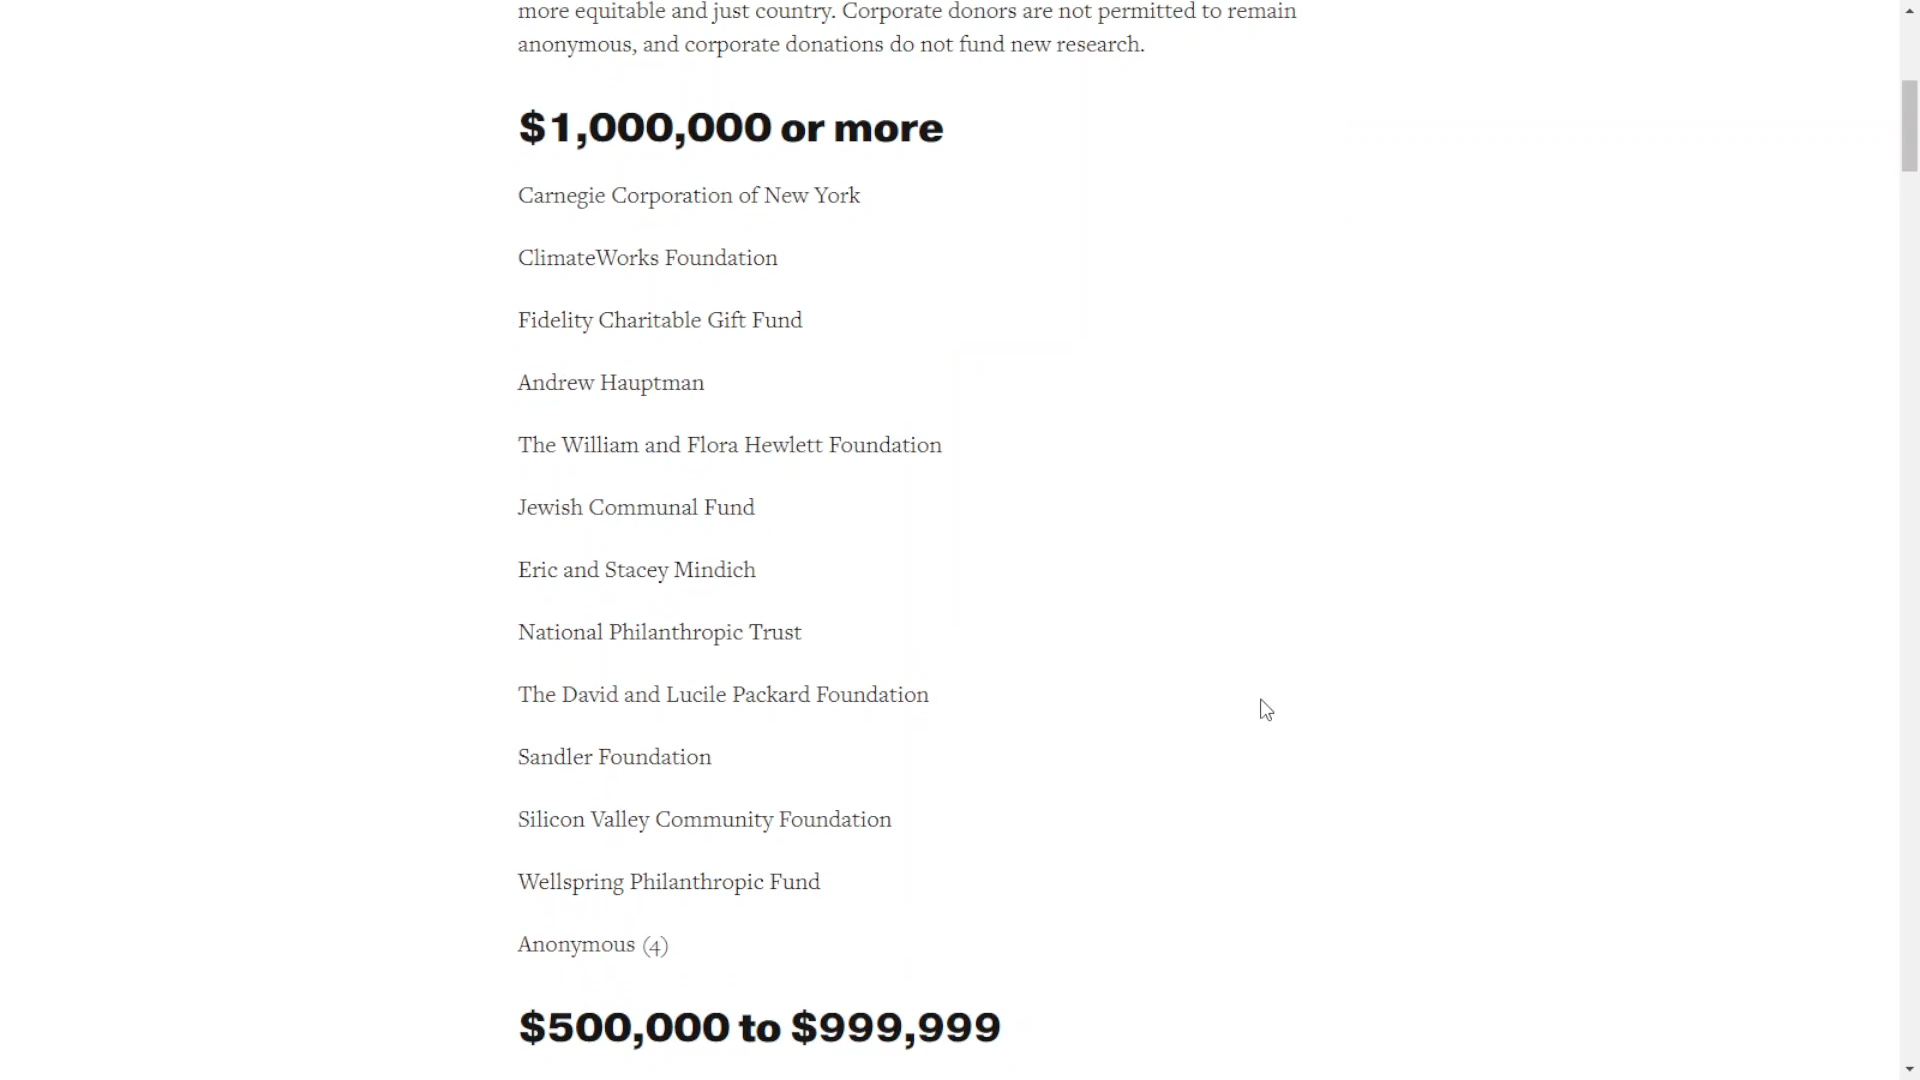 more equitable and just country. Corporate donors are not permitted to remain
anonymous, and corporate donations do not fund new research.
$1,000,000 or more
Carnegie Corporation of New York
ClimateWorks Foundation
Fidelity Charitable Gift Fund
Andrew Hauptman
The William and Flora Hewlett Foundation
Jewish Communal Fund
Eric and Stacey Mindich
National Philanthropic Trust
The David and Lucile Packard Foundation
Sandler Foundation
Silicon Valley Community Foundation
Wellspring Philanthropic Fund
Anonymous (4)
$500,000 to $999,999